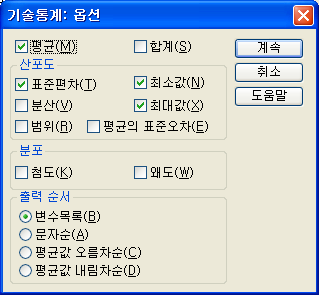 기술통계: 옵션
평균(M) 합계(S) 계속
산포도 취소
표준편차(T) 최소값(N) 도움말
분산(V) 최대값(X)
범위(R) 평균의 표준오차(E)
분포
첨도(K) 왜도(W)
출력 순서
변수목록(B)
문자순(A)
평균값 오름차순(C)
평균값 내림차순(D)